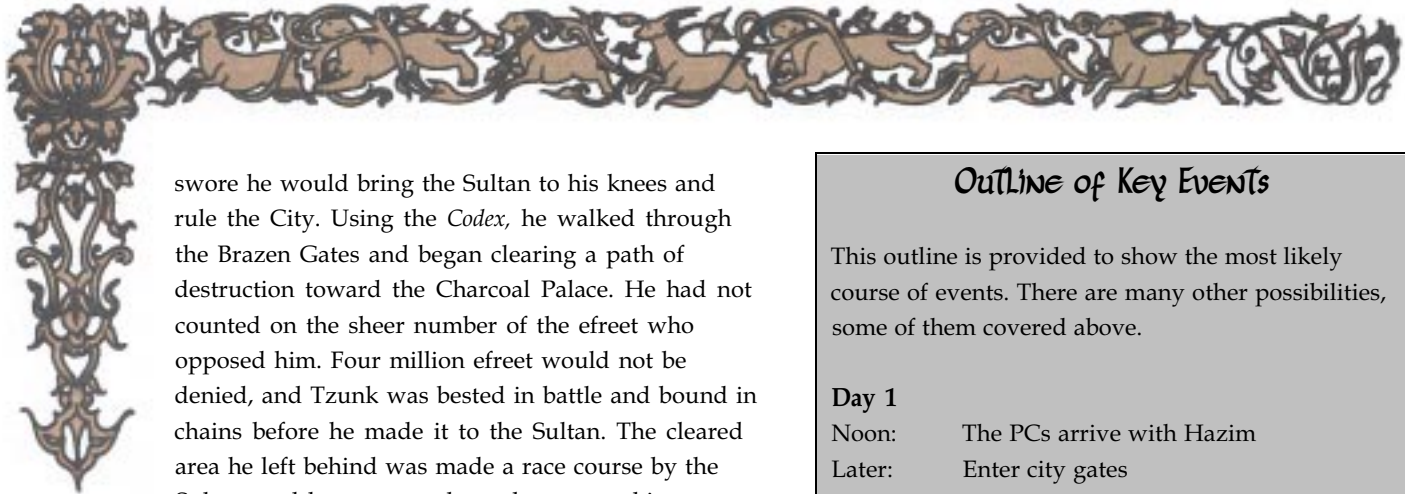 swore he would bring the Sultan to his knees and
rule the City. Using the Codex, he walked through
the Brazen Gates and began clearing a path of
destruction toward the Charcoal Palace. He had not
counted on the sheer number of the efreet who
opposed him. Four million efreet would not be
denied, and Tzunk was bested in battle and bound in
chains before he made it to the Sultan. The cleared
area he left behind was made a race course by the
Outline of Key Events
This outline is provided to show the most likely
course of events. There are many other possibilities,
some of them covered above.
Day 1
Noon: The PCs arrive with Hazim
Later: Enter city gates